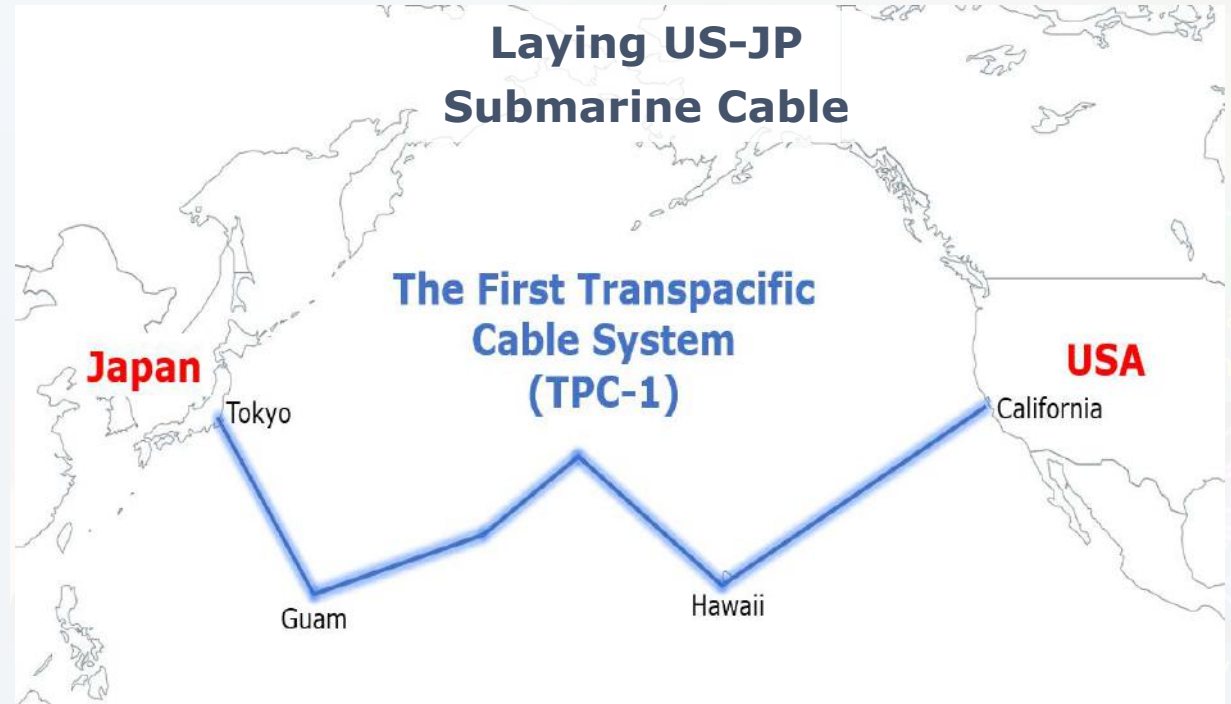 Laying US-JP
Submarine Cable
The First Transpacific
Cable System
(TPC-1)
Japan
USA
Tokyo
California
Guam
Hawaii